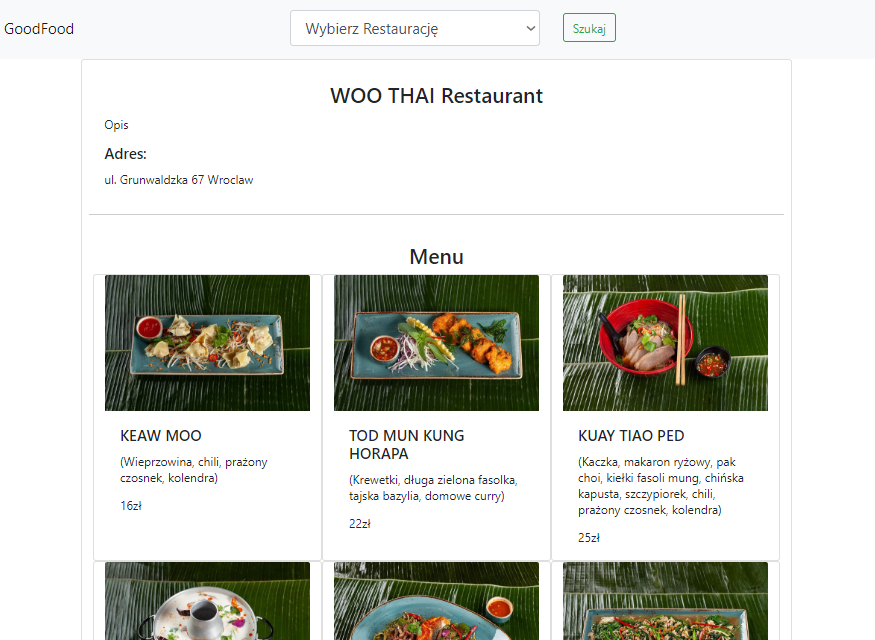 GoodFood
Wybierz Restaurację
Szukaj
WOO THAI Restaurant
Opis
Adres:
ul. Grunwaldzka 67 Wroclaw
Menu
KEAW MOO
(Wieprzowina, chili, prażony
czosnek, kolendra)
16zł
TOD MUN KUNG
HORAPA
(Krewetki, długa zielona fasolka,
tajska bazylia, domowe curry)
22zł
KUAY TIAO PED
(Kaczka, makaron ryżowy, pak
choi, kiełki fasoli mung, chińska
kapusta, szczypiorek, chili,
prażony czosnek, kolendra)
25zł